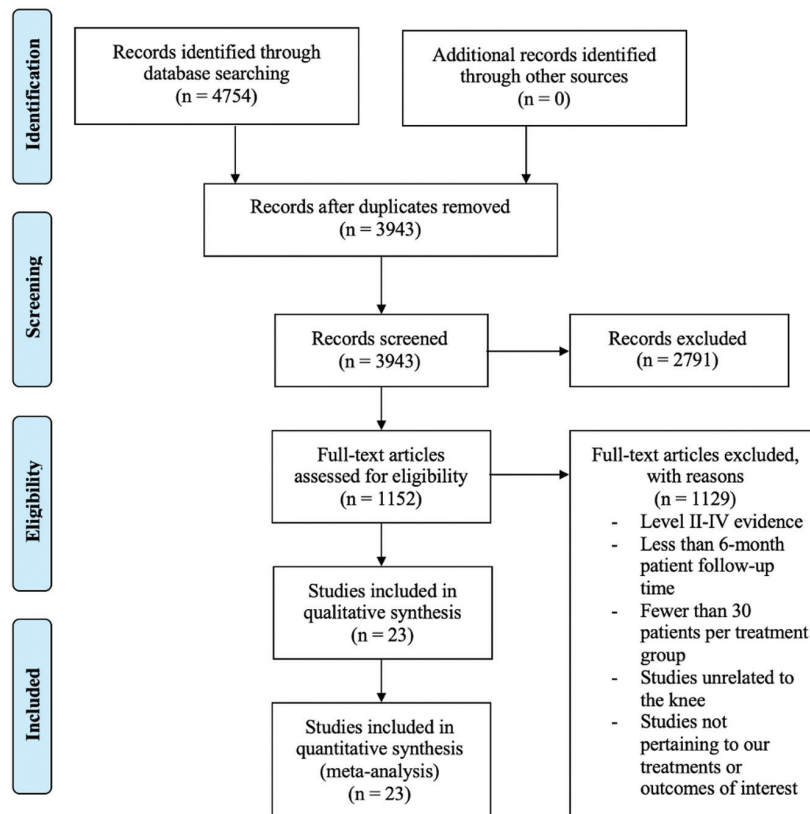 Identification
Records identified through
database searching
(n = 4754)
Additional records identified
through other sources
(n = 0)
Records after duplicates removed
(n = 3943)
Screening
Records screened
(n = 3943)
Records excluded
(n = 2791)
Eligibility
Full-text articles
assessed for eligibility
(n = 1152)
Full-text articles excluded,
with reasons
(n = 1129)
- Level II-IV evidence
- Less than 6-month
patient follow-up
time
- Fewer than 30
patients per treatment
group
- Studies unrelated to
the knee
- Studies not
pertaining to our
treatments or
outcomes of interest
Studies included in
qualitative synthesis
(n = 23)
Included
Studies included in
quantitative synthesis
(meta-analysis)
(n = 23)